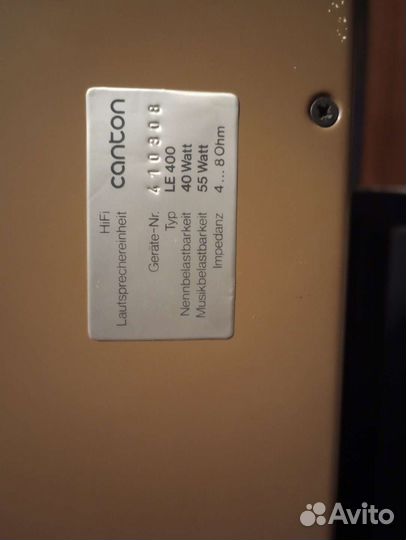 HiFi
Lautsprechereinheit canton
Geräte-Nr. 410308
Typ LE 400
Nennbelastbarkeit 40 Watt
Musikbelastbarkeit 55 Watt
Impedanz 4 ... 8 Ohm
Avito